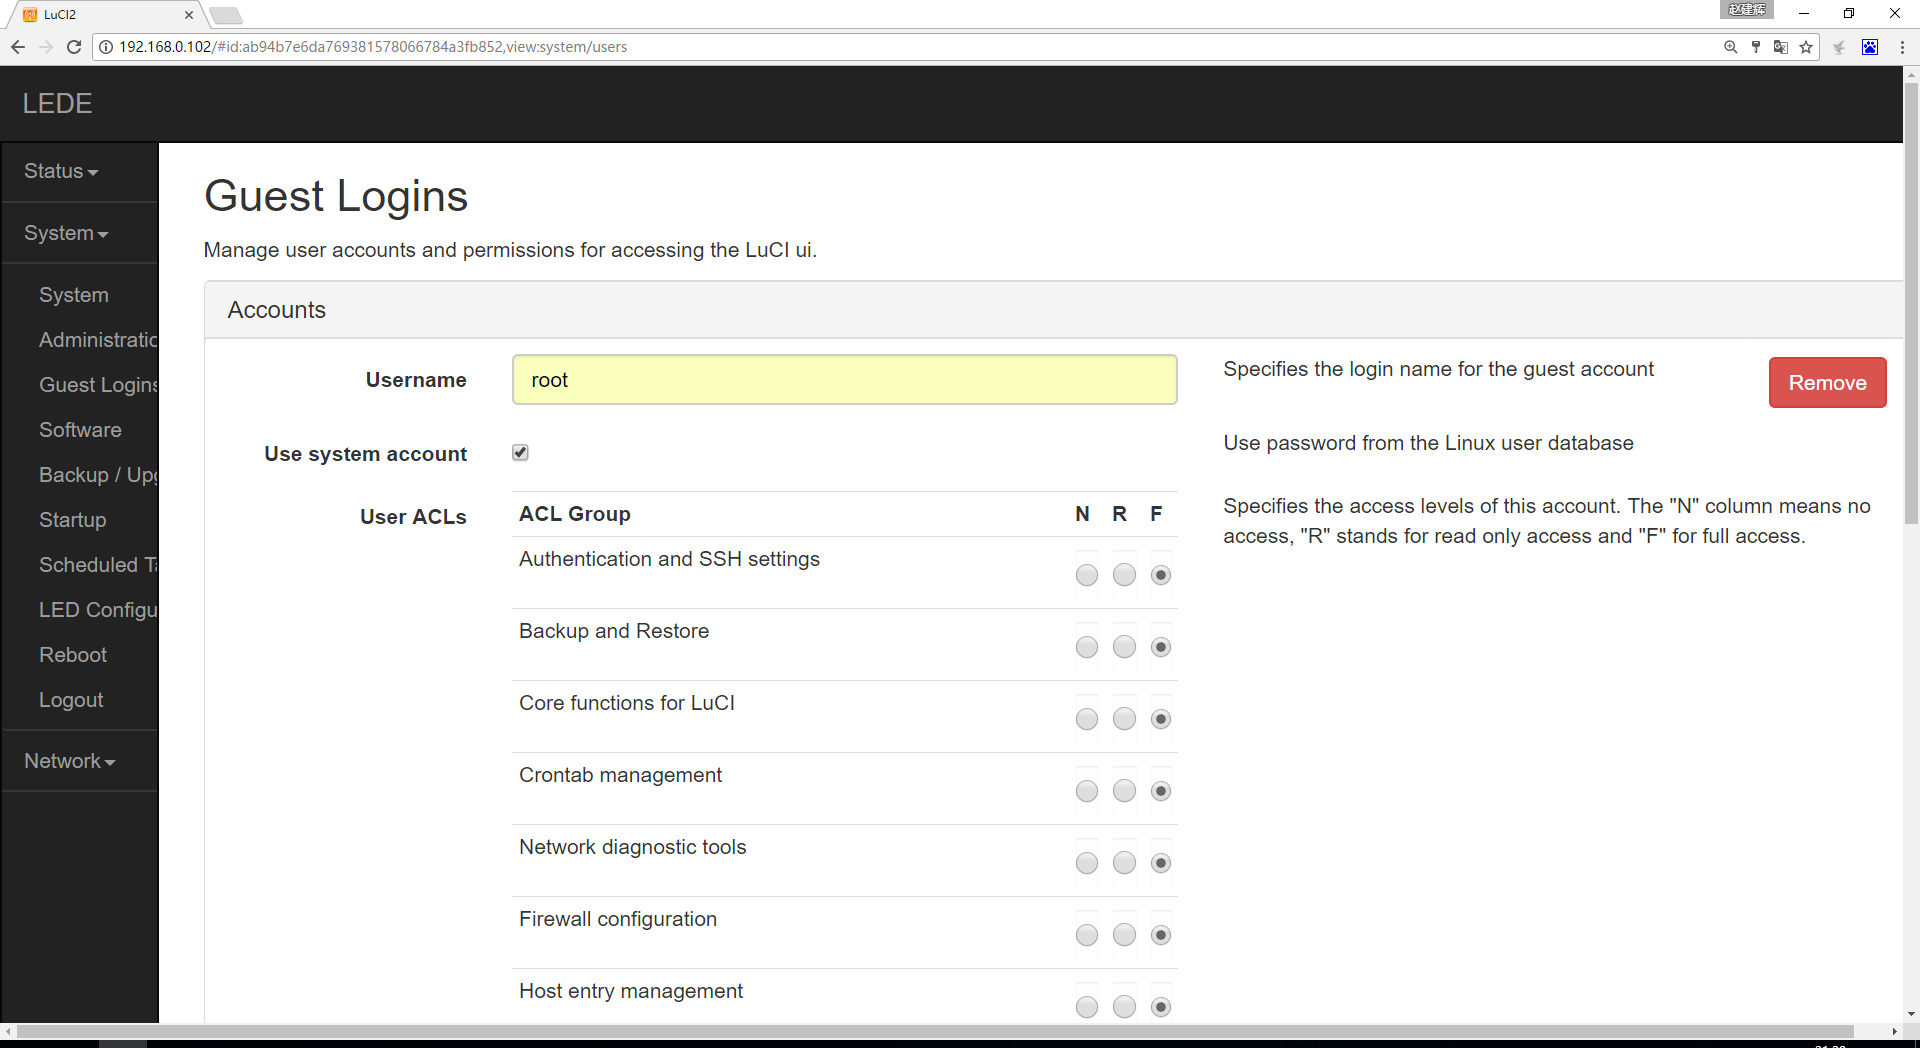 LuCI2
赵建辉
192.168.0.102/#id:ab94b7e6da769381578066784a3fb852,view:system/users
LEDE
Status
System
System
Administratio
Guest Logins
Software
Backup / Upg
Startup
Scheduled Ta
LED Configu
Reboot
Logout
Network
Guest Logins
Manage user accounts and permissions for accessing the LuCI ui.
Accounts
Username
root
Specifies the login name for the guest account
Remove
Use system account
Use password from the Linux user database
User ACLs
ACL Group N R F
Specifies the access levels of this account. The "N" column means no
access, "R" stands for read only access and "F" for full access.
Authentication and SSH settings
Backup and Restore
Core functions for LuCI
Crontab management
Network diagnostic tools
Firewall configuration
Host entry management